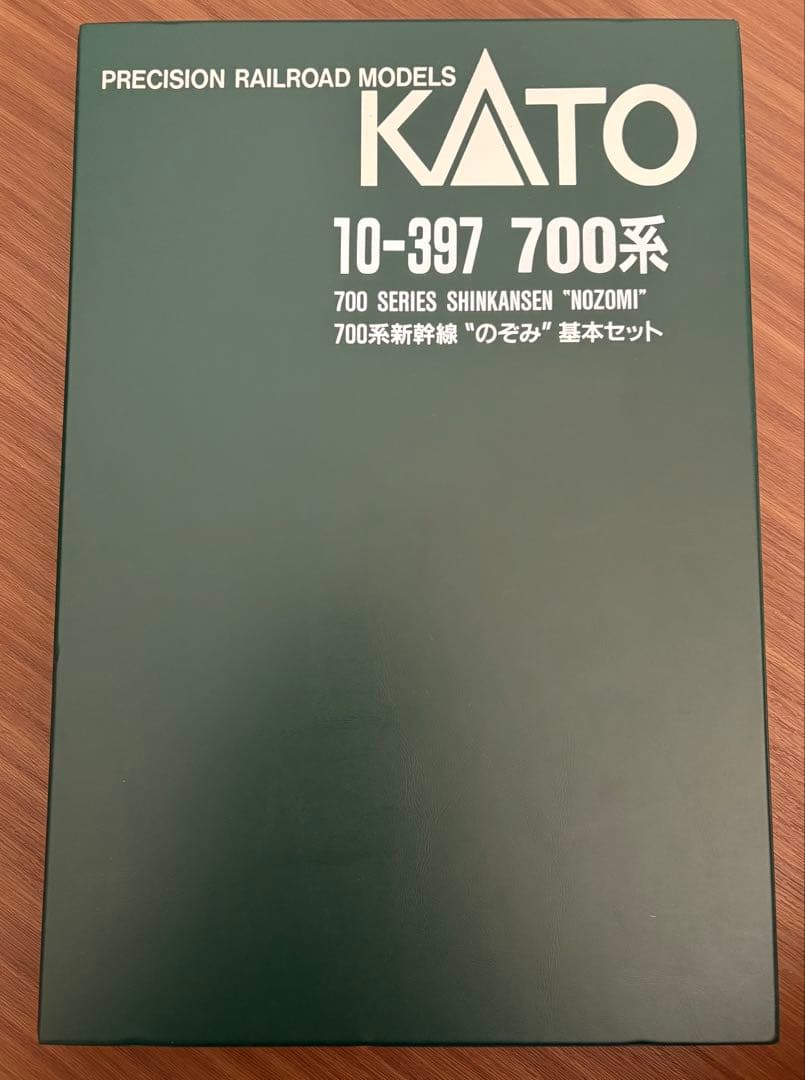 PRECISION RAILROAD MODELS
KATO
10-397 700系
700 SERIES SHINKANSEN "NOZOMI"
700系新幹線 "のぞみ" 基本セット